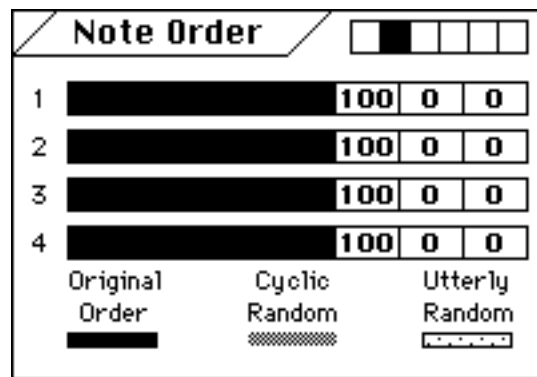 Note Order
1 100 0 0
2 100 0 0
3 100 0 0
4 100 0 0
Original Cyclic Utterly
Order Random Random